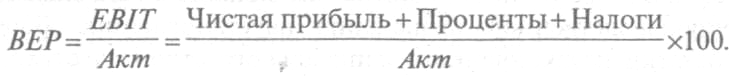 BEP = EBIT / Акт = Чистая прибыль + Проценты + Налоги / Акт ×100.